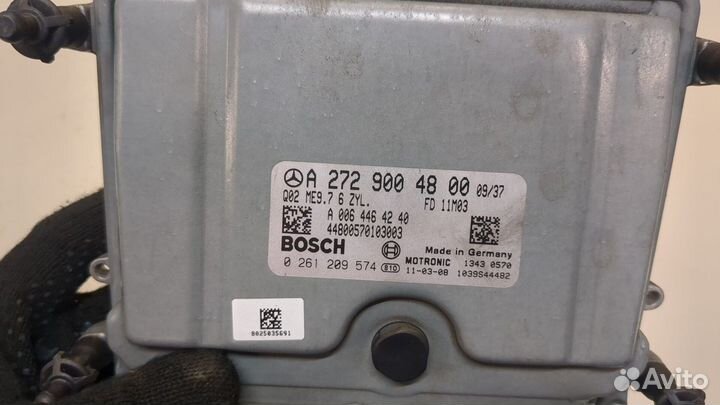 A 272 900 48 00 09/37
Q02 ME9.7 6 ZYL. FD 11M03
A 006 446 42 40
44800570103003
BOSCH
Made in Germany
0 261 209 574 810 MOTRONIC 1343 0570
11-03-08 1039S44482
8025035691
Avito